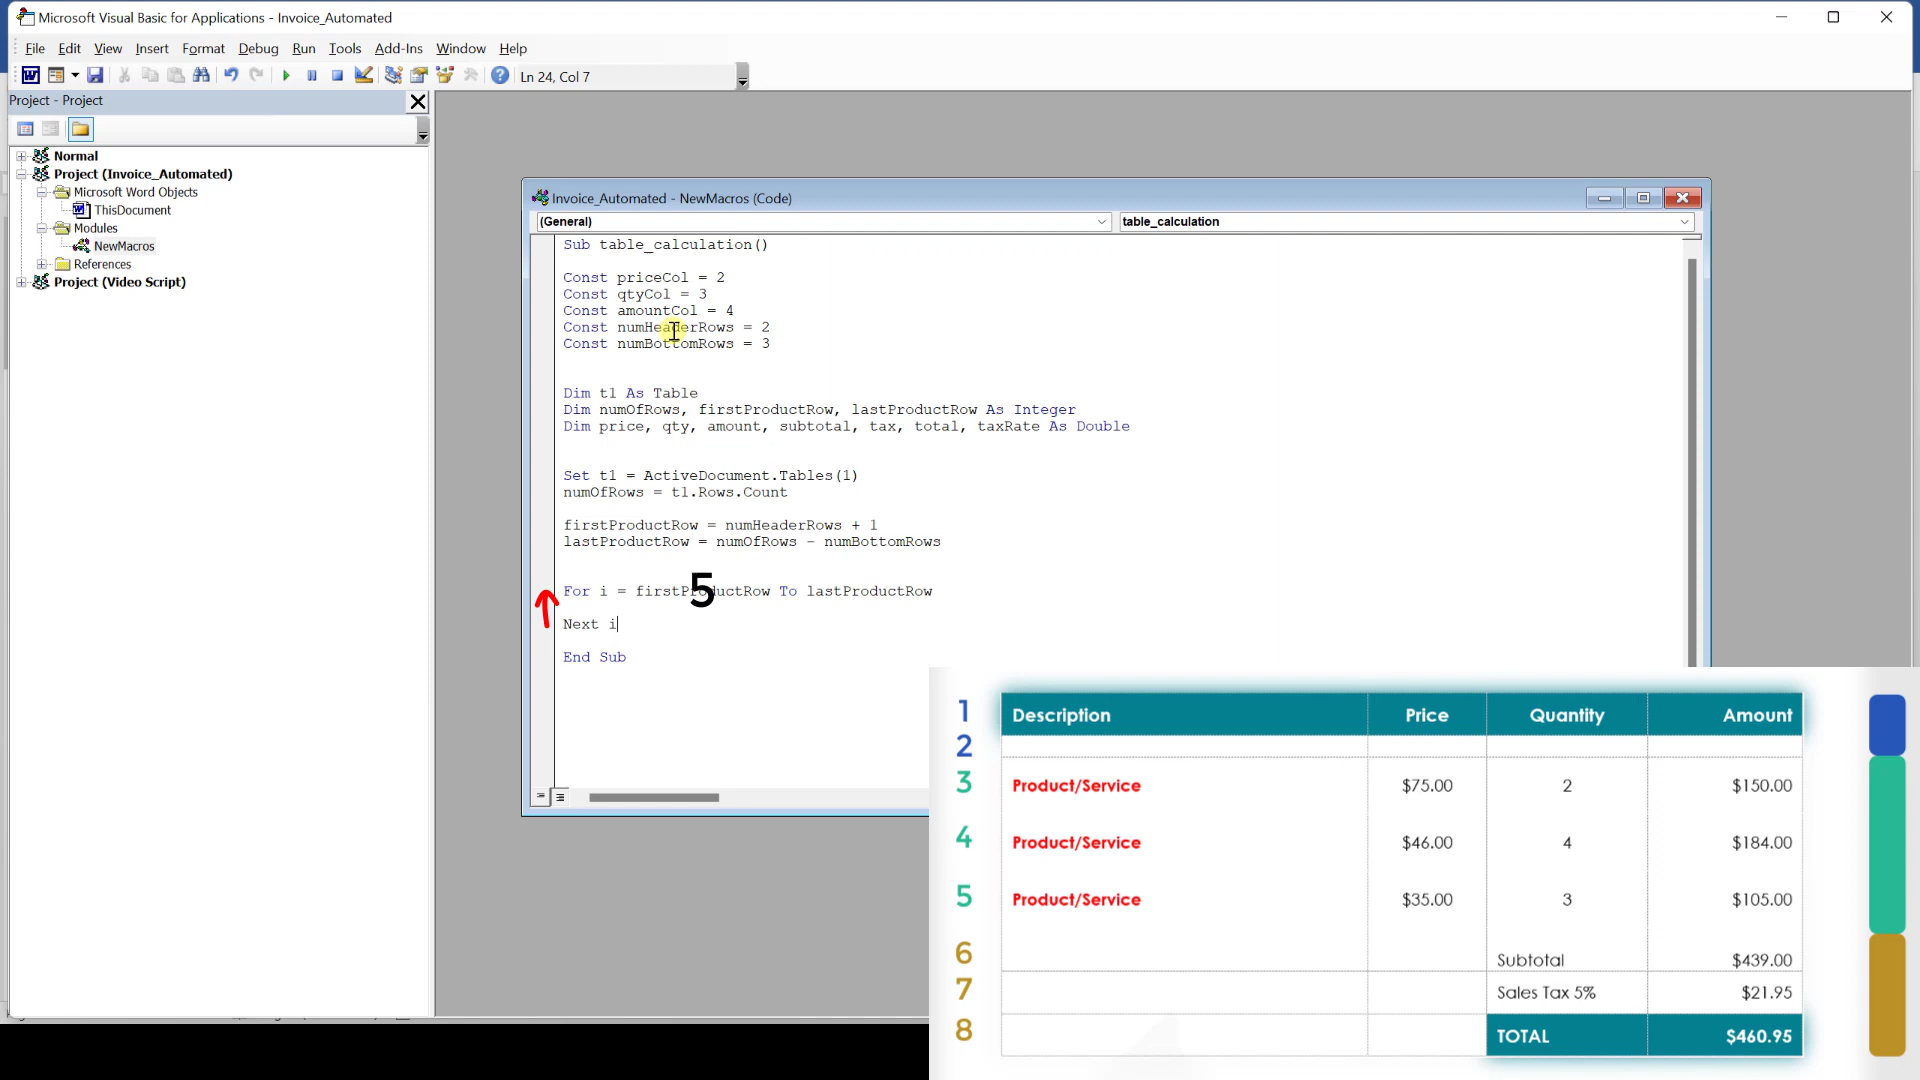 Microsoft Visual Basic for Applications - Invoice_Automated
File Edit View Insert Format Debug Run Tools Add-Ins Window Help
Ln 24, Col 7
Project - Project
Normal
Project (Invoice_Automated)
Microsoft Word Objects
ThisDocument
Modules
NewMacros
References
Project (Video Script)
Invoice_Automated - NewMacros (Code)
(General) table_calculation
Sub table_calculation()
Const priceCol = 2
Const qtyCol = 3
Const amountCol = 4
Const numHeaderRows = 2
Const numBottomRows = 3
Dim t1 As Table
Dim numOfRows, firstProductRow, lastProductRow As Integer
Dim price, qty, amount, subtotal, tax, total, taxRate As Double
Set t1 = ActiveDocument.Tables(1)
numOfRows = t1.Rows.Count
firstProductRow = numHeaderRows + 1
lastProductRow = numOfRows - numBottomRows
For i = firstProductRow To lastProductRow
5
Next i
End Sub
1 Description Price Quantity Amount
2
3 Product/Service $75.00 2 $150.00
4 Product/Service $46.00 4 $184.00
5 Product/Service $35.00 3 $105.00
6 Subtotal $439.00
7 Sales Tax 5% $21.95
8 TOTAL $460.95